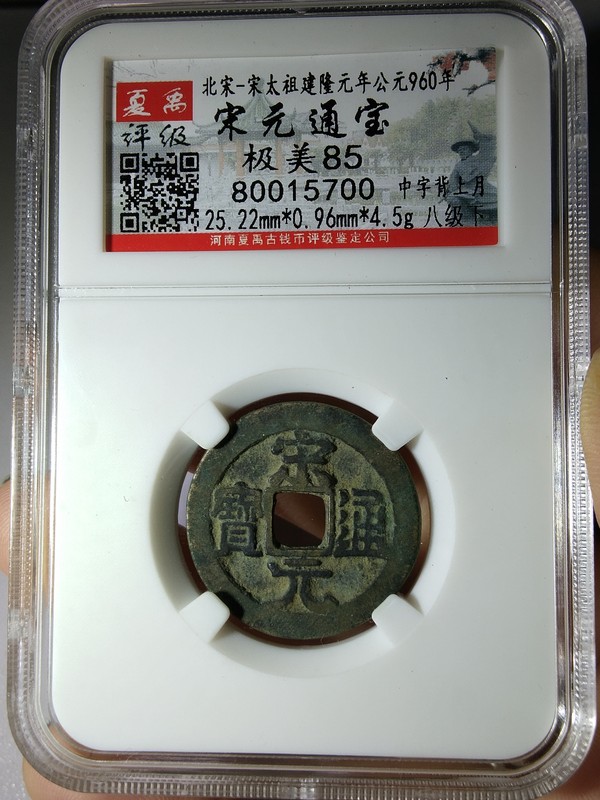 夏禹
评级
北宋-宋太祖建隆元年公元960年
宋元通宝
极美85
80015700 中字背上月
25.22mm*0.96mm*4.5g 八级下
河南夏禹古钱币评级鉴定公司
宋元通寶